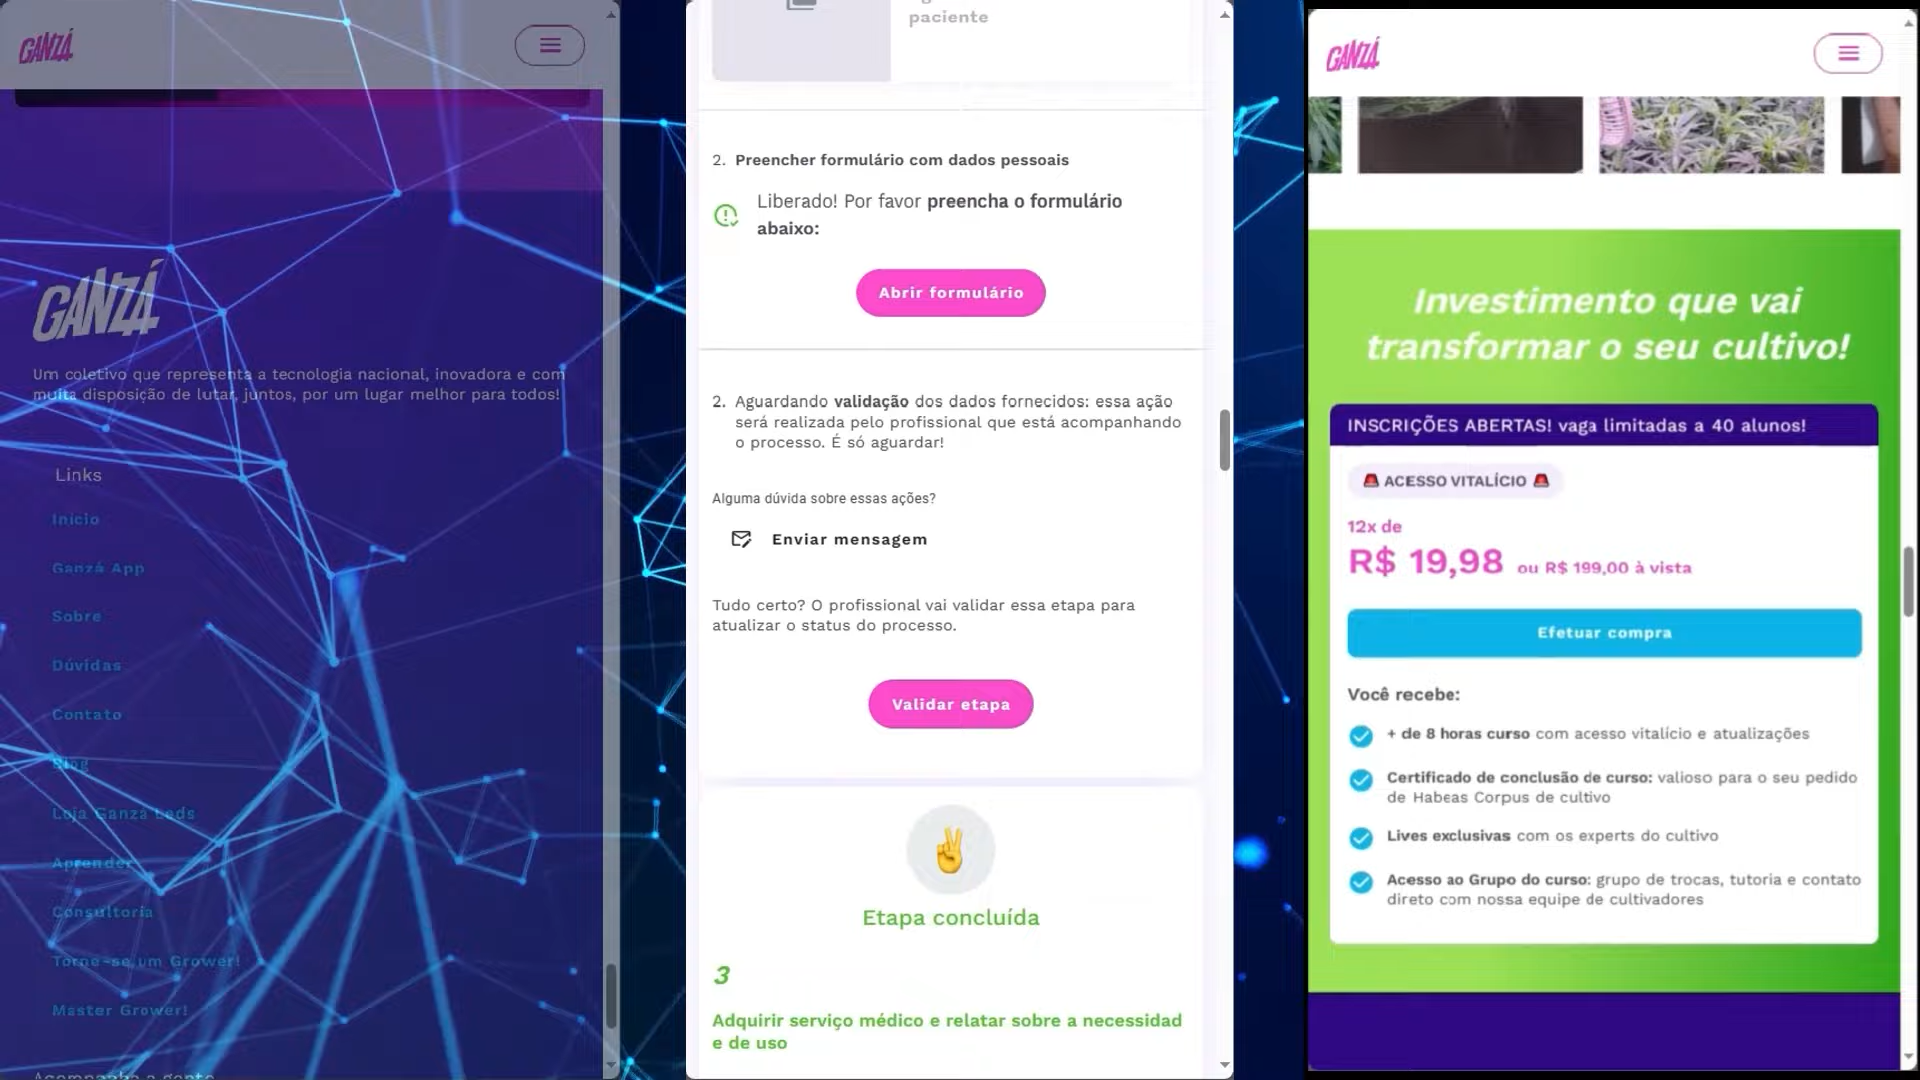 GANZÁ
GANZÁ
Um coletivo que representa a tecnologia nacional, inovadora e com
muita disposição de lutar, juntos, por um lugar melhor para todos!
Links
Início
Ganzá App
Sobre
Dúvidas
Contato
Blog
Loja Ganzá Leds
Aprender
Consultoria
Torne-se um Grower!
Master Grower!
Acompanha a gente
paciente
2. Preencher formulário com dados pessoais
Liberado! Por favor preencha o formulário
abaixo:
Abrir formulário
2. Aguardando validação dos dados fornecidos: essa ação
será realizada pelo profissional que está acompanhando
o processo. É só aguardar!
Alguma dúvida sobre essas ações?
Enviar mensagem
Tudo certo? O profissional vai validar essa etapa para
atualizar o status do processo.
Validar etapa
Etapa concluída
3
Adquirir serviço médico e relatar sobre a necessidad
e de uso
GANZÁ
Investimento que vai
transformar o seu cultivo!
INSCRIÇÕES ABERTAS! vaga limitadas a 40 alunos!
🚨 ACESSO VITALÍCIO 🚨
12x de
R$ 19,98 ou R$ 199,00 à vista
Efetuar compra
Você recebe:
+ de 8 horas curso com acesso vitalício e atualizações
Certificado de conclusão de curso: valioso para o seu pedido
de Habeas Corpus de cultivo
Lives exclusivas com os experts do cultivo
Acesso ao Grupo do curso: grupo de trocas, tutoria e contato
direto com nossa equipe de cultivadores